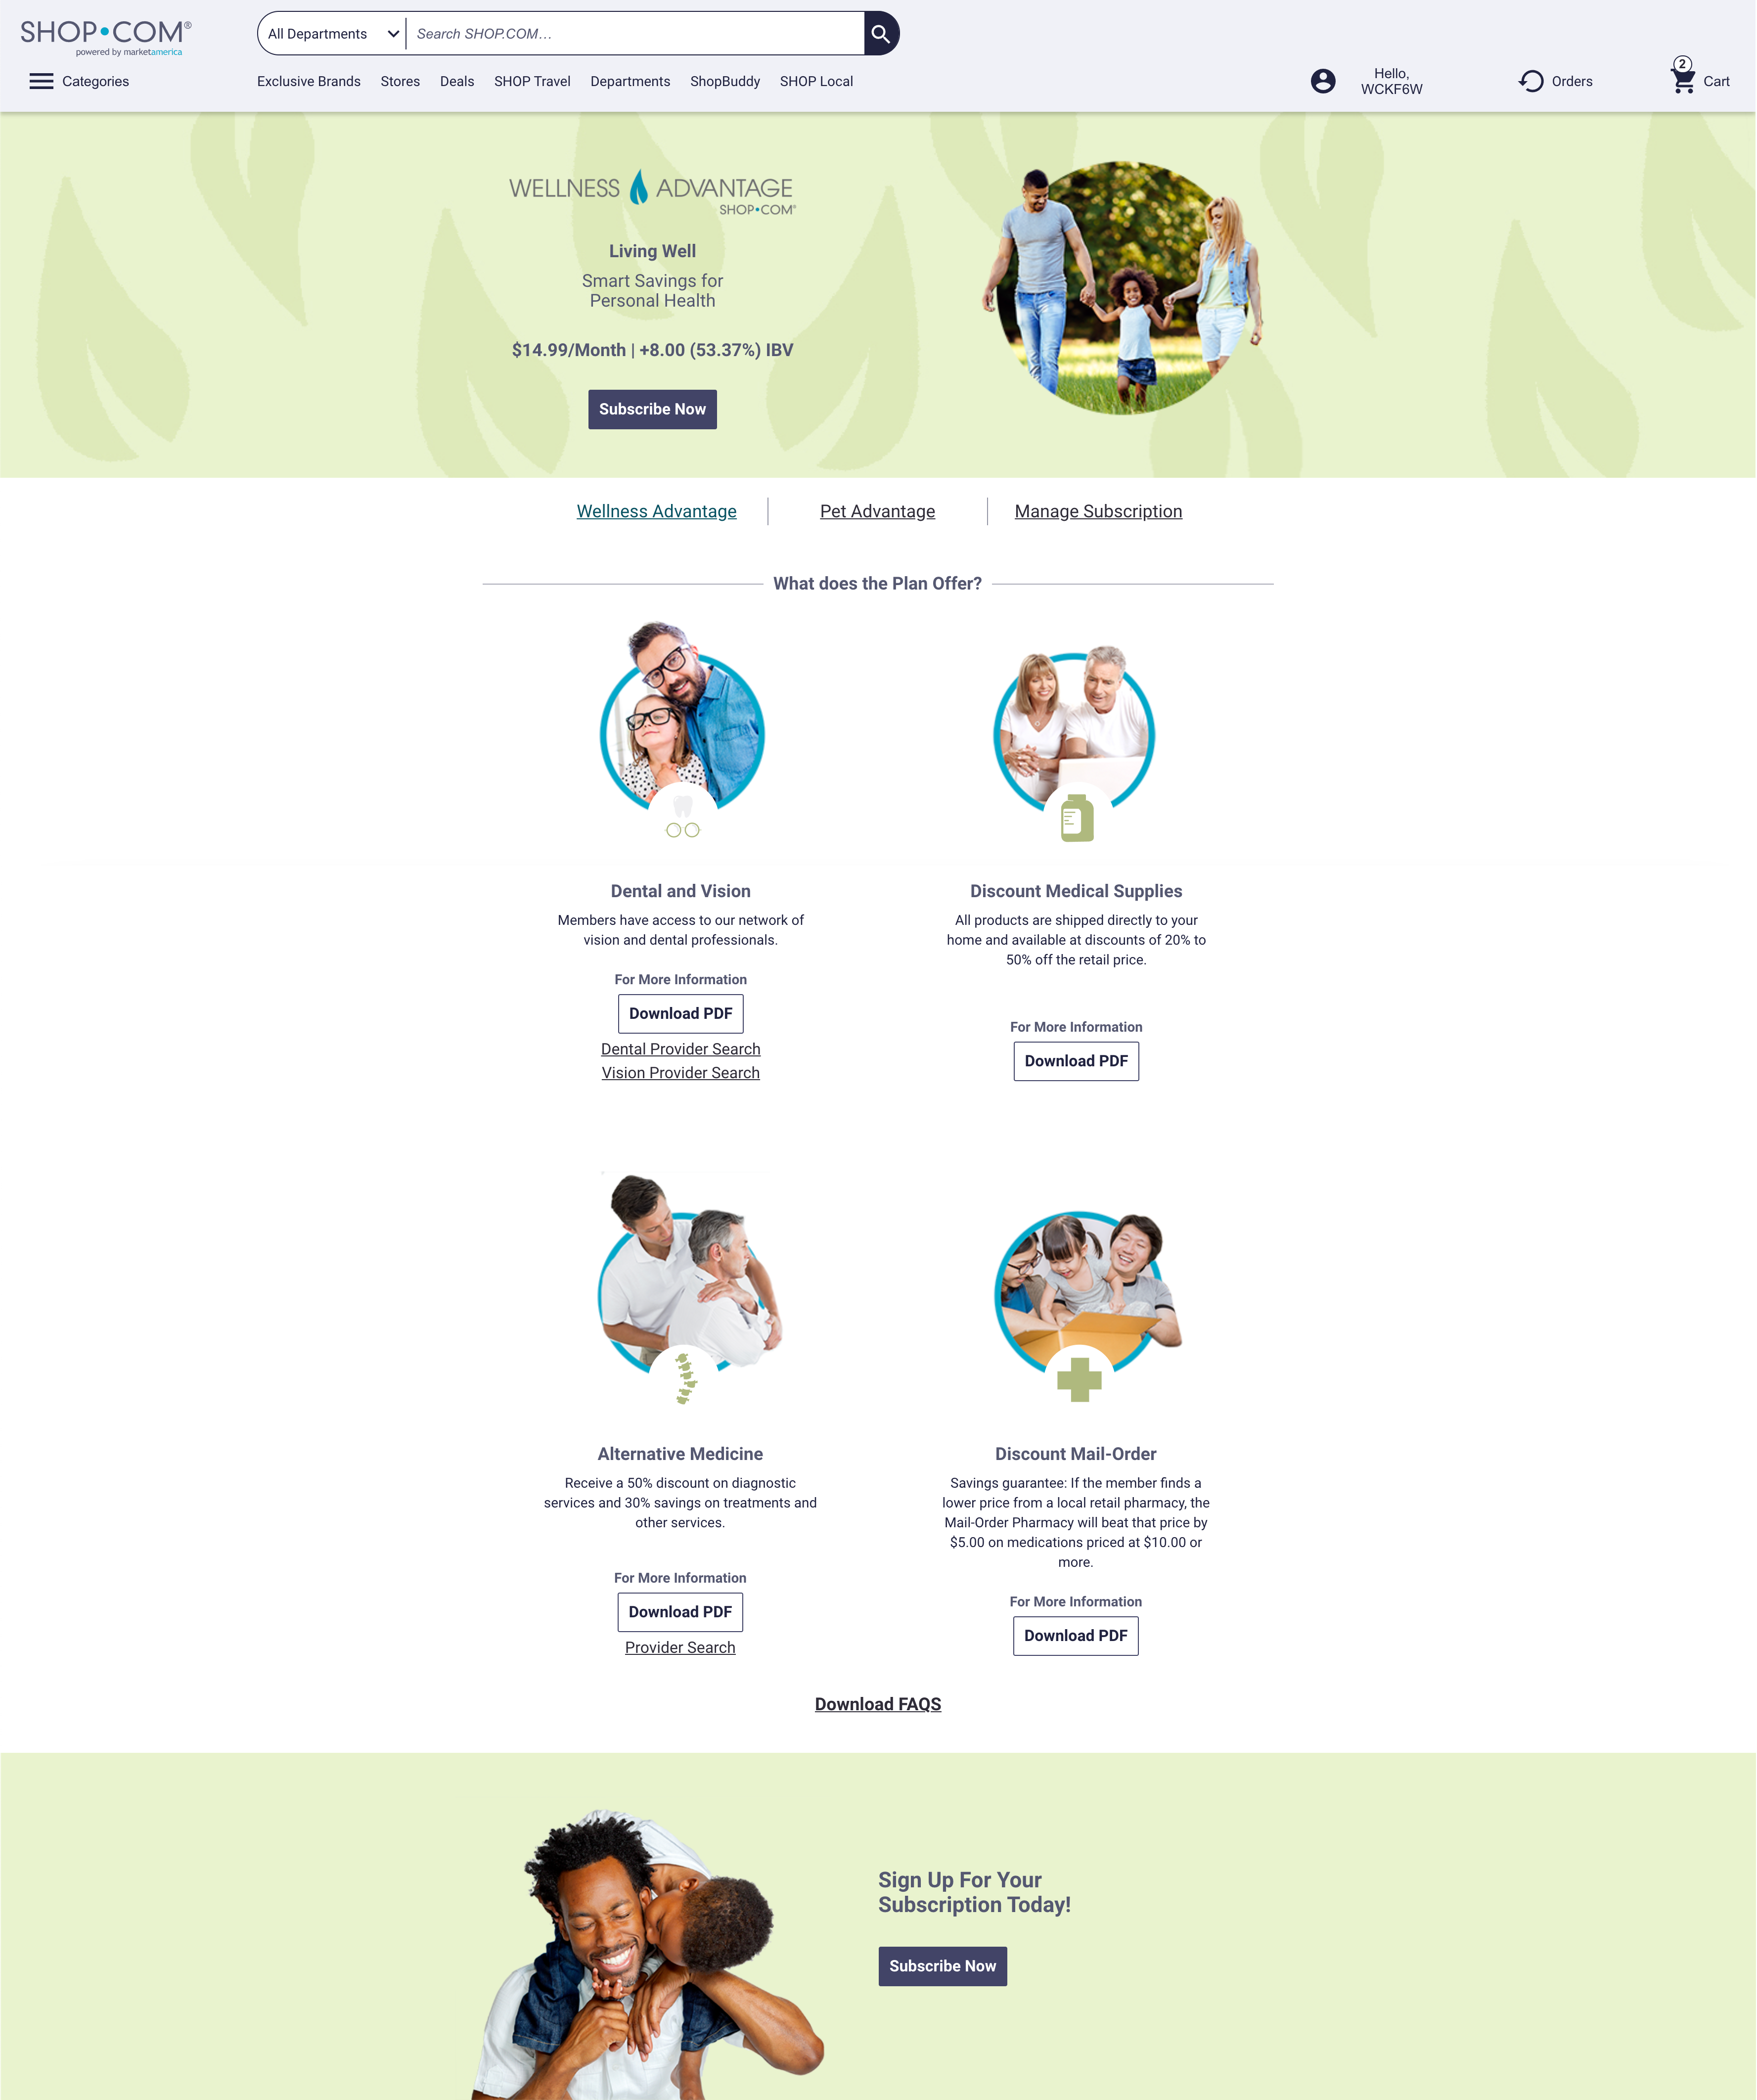 SHOP•COM®
powered by marketamerica
All Departments
Search SHOP.COM...
Categories
Exclusive Brands
Stores
Deals
SHOP Travel
Departments
ShopBuddy
SHOP Local
Hello,
WCKF6W
Orders
2
Cart
WELLNESS ADVANTAGE
SHOP•COM®
Living Well
Smart Savings for
Personal Health
$14.99/Month | +8.00 (53.37%) IBV
Subscribe Now
Wellness Advantage
Pet Advantage
Manage Subscription
What does the Plan Offer?
Dental and Vision
Members have access to our network of
vision and dental professionals.
For More Information
Download PDF
Dental Provider Search
Vision Provider Search
Discount Medical Supplies
All products are shipped directly to your
home and available at discounts of 20% to
50% off the retail price.
For More Information
Download PDF
Alternative Medicine
Receive a 50% discount on diagnostic
services and 30% savings on treatments and
other services.
For More Information
Download PDF
Provider Search
Discount Mail-Order
Savings guarantee: If the member finds a
lower price from a local retail pharmacy, the
Mail-Order Pharmacy will beat that price by
$5.00 on medications priced at $10.00 or
more.
For More Information
Download PDF
Download FAQS
Sign Up For Your
Subscription Today!
Subscribe Now